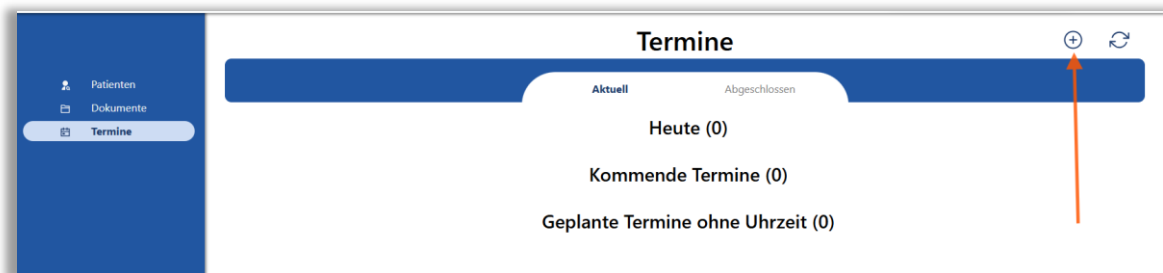 Termine
Patienten
Dokumente
Termine
Aktuell
Abgeschlossen
Heute (0)
Kommende Termine (0)
Geplante Termine ohne Uhrzeit (0)